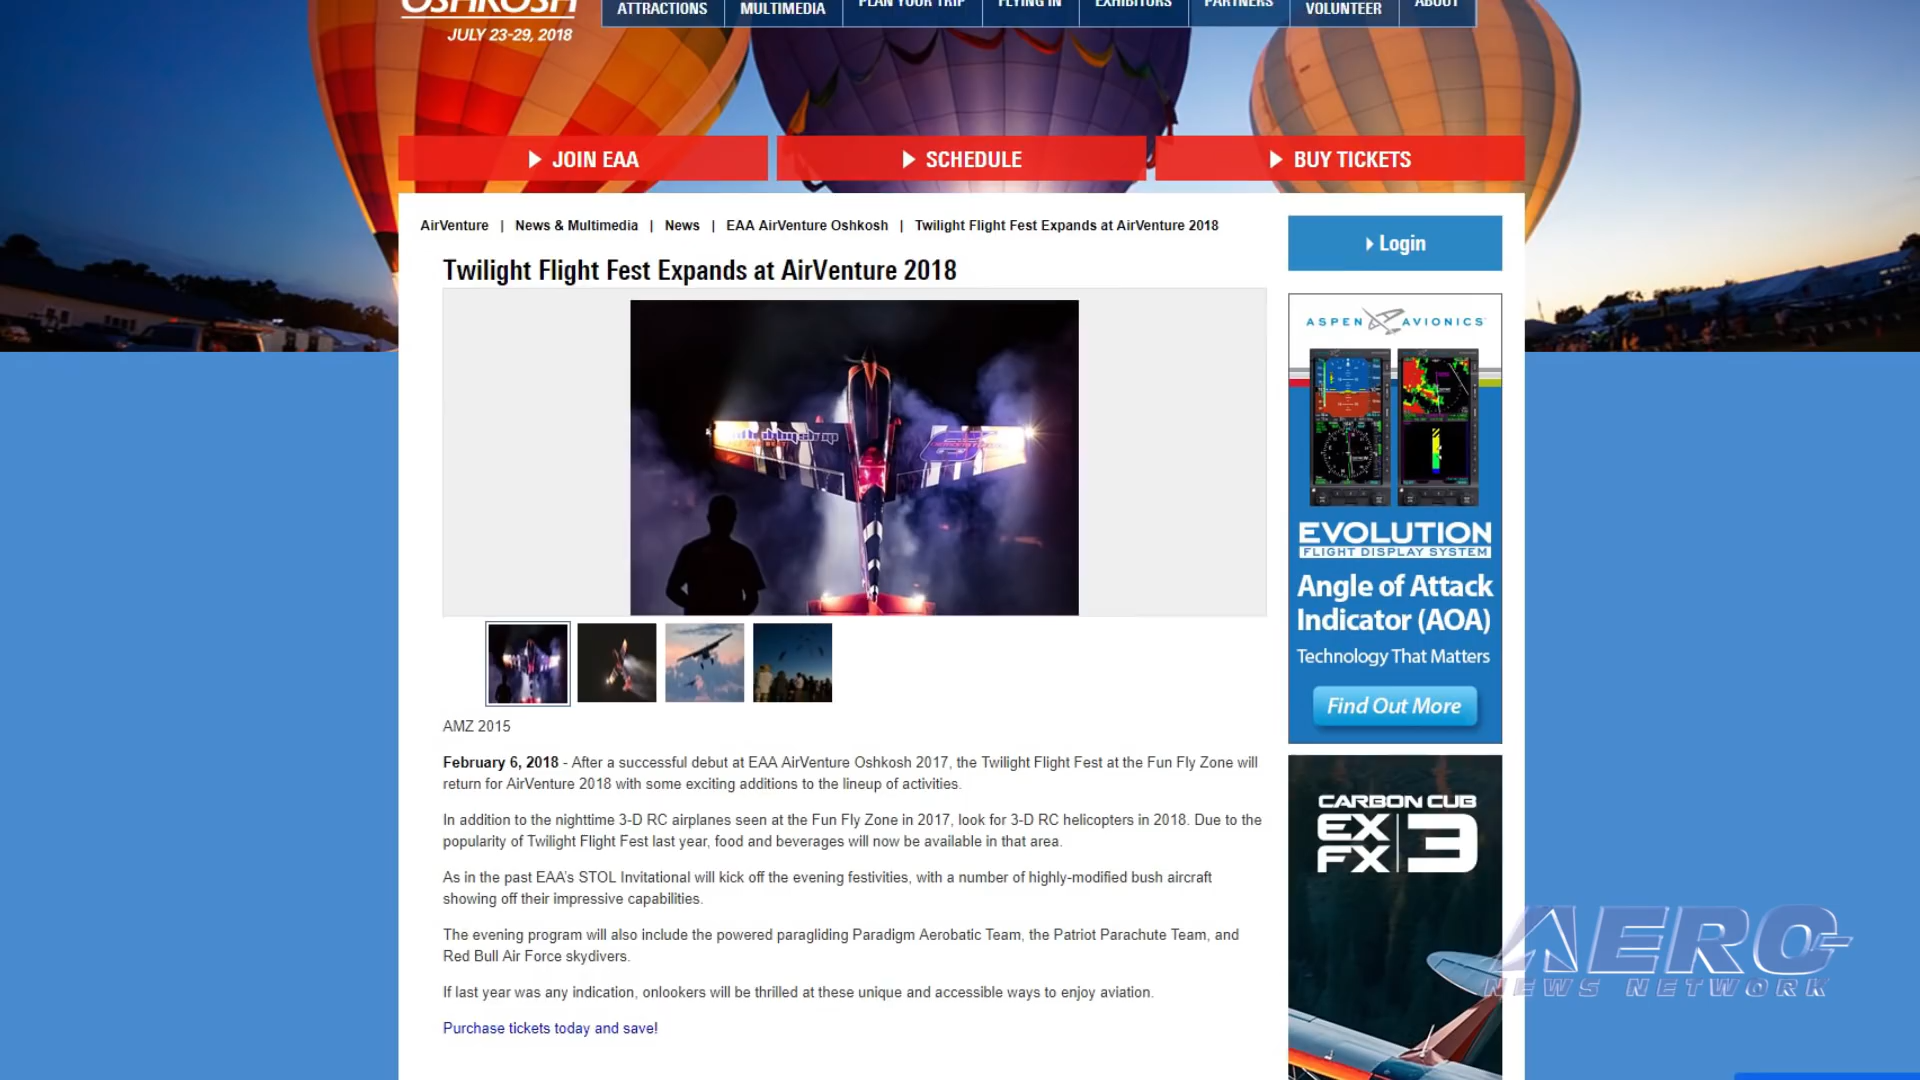 OSHKOSH
JULY 23-29, 2018
ATTRACTIONS
MULTIMEDIA
PLAN YOUR TRIP
FLYING IN
EXHIBITORS
PARTNERS
VOLUNTEER
ABOUT
JOIN EAA
SCHEDULE
BUY TICKETS
AirVenture | News & Multimedia | News | EAA AirVenture Oshkosh | Twilight Flight Fest Expands at AirVenture 2018
Login
Twilight Flight Fest Expands at AirVenture 2018
ASPEN AVIONICS
EVOLUTION
FLIGHT DISPLAY SYSTEM
Angle of Attack
Indicator (AOA)
Technology That Matters
Find Out More
AMZ 2015
February 6, 2018 - After a successful debut at EAA AirVenture Oshkosh 2017, the Twilight Flight Fest at the Fun Fly Zone will
return for AirVenture 2018 with some exciting additions to the lineup of activities.
In addition to the nighttime 3-D RC airplanes seen at the Fun Fly Zone in 2017, look for 3-D RC helicopters in 2018. Due to the
popularity of Twilight Flight Fest last year, food and beverages will now be available in that area.
As in the past EAA's STOL Invitational will kick off the evening festivities, with a number of highly-modified bush aircraft
showing off their impressive capabilities.
The evening program will also include the powered paragliding Paradigm Aerobatic Team, the Patriot Parachute Team, and
Red Bull Air Force skydivers.
If last year was any indication, onlookers will be thrilled at these unique and accessible ways to enjoy aviation.
Purchase tickets today and save!
CARBON CUB
EX
FX 3
AERO-
NEWS NETWORK